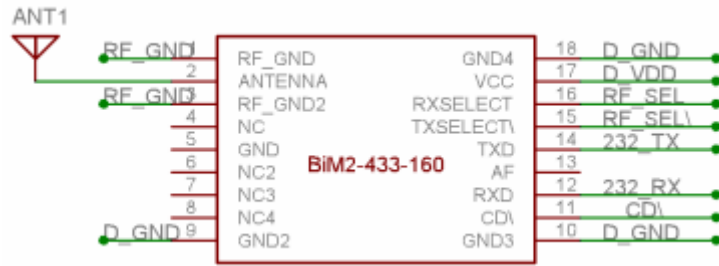 ANT1
RF_GND 1 RF_GND GND4 18 D_GND
2 ANTENNA VCC 17 D_VDD
RF_GND 3 RF_GND2 RXSELECT 16 RF_SEL
4 NC TXSELECT\ 15 RF_SEL\
5 GND TXD 14 232_TX
6 NC2 BiM2-433-160 AF 13
7 NC3 RXD 12 232_RX
8 NC4 CD\ 11 CD\
D_GND 9 GND2 GND3 10 D_GND